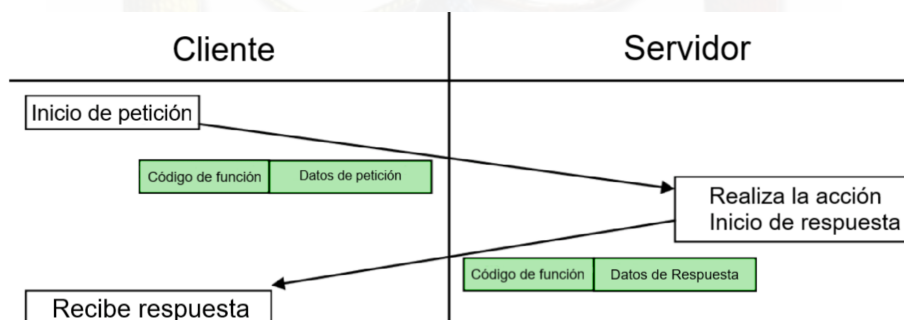 Cliente
Servidor
Inicio de petición
Código de función
Datos de petición
Realiza la acción
Inicio de respuesta
Código de función
Datos de Respuesta
Recibe respuesta